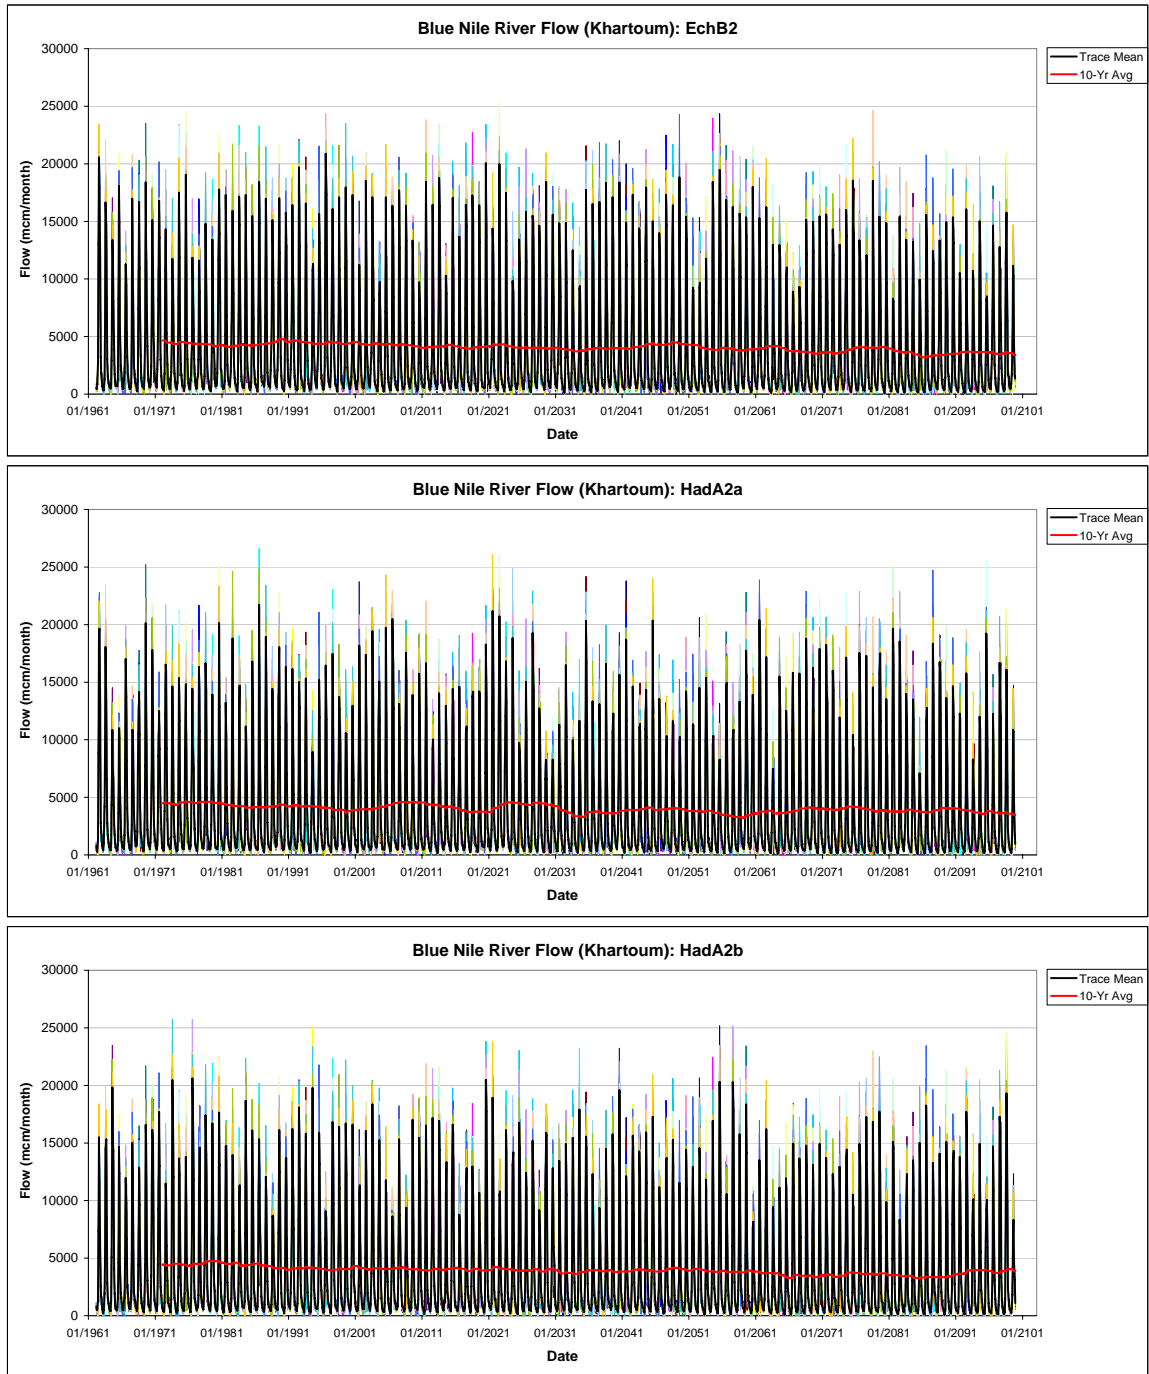 Blue Nile River Flow (Khartoum): EchB2
30000
25000
20000
15000
10000
5000
0
Flow (mcm/month)
01/1961 01/1971 01/1981 01/1991 01/2001 01/2011 01/2021 01/2031 01/2041 01/2051 01/2061 01/2071 01/2081 01/2091 01/2101
Date
Trace Mean
10-Yr Avg
Blue Nile River Flow (Khartoum): HadA2a
30000
25000
20000
15000
10000
5000
0
Flow (mcm/month)
01/1961 01/1971 01/1981 01/1991 01/2001 01/2011 01/2021 01/2031 01/2041 01/2051 01/2061 01/2071 01/2081 01/2091 01/2101
Date
Trace Mean
10-Yr Avg
Blue Nile River Flow (Khartoum): HadA2b
30000
25000
20000
15000
10000
5000
0
Flow (mcm/month)
01/1961 01/1971 01/1981 01/1991 01/2001 01/2011 01/2021 01/2031 01/2041 01/2051 01/2061 01/2071 01/2081 01/2091 01/2101
Date
Trace Mean
10-Yr Avg